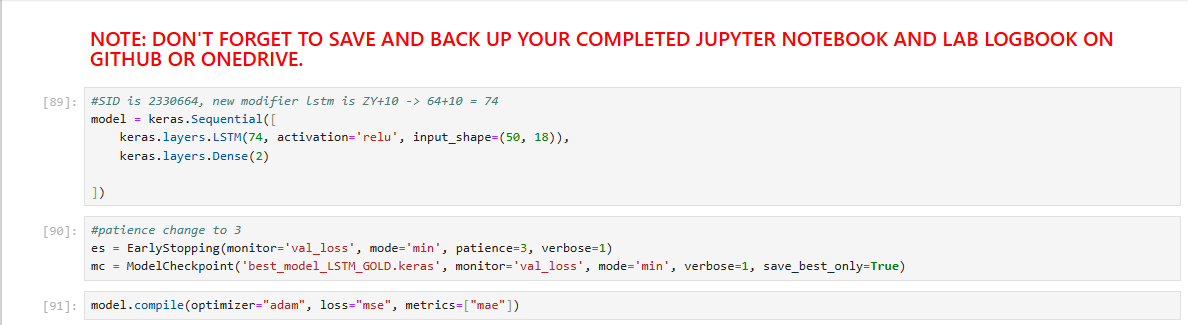 NOTE: DON'T FORGET TO SAVE AND BACK UP YOUR COMPLETED JUPYTER NOTEBOOK AND LAB LOGBOOK ON
GITHUB OR ONEDRIVE.
[89]: #SID is 2330664, new modifier lstm is ZY+10 -> 64+10 = 74
model = keras.Sequential([
    keras.layers.LSTM(74, activation='relu', input_shape=(50, 18)),
    keras.layers.Dense(2)
])
[90]: #patience change to 3
es = EarlyStopping(monitor='val_loss', mode='min', patience=3, verbose=1)
mc = ModelCheckpoint('best_model_LSTM_GOLD.keras', monitor='val_loss', mode='min', verbose=1, save_best_only=True)
[91]: model.compile(optimizer="adam", loss="mse", metrics=["mae"])